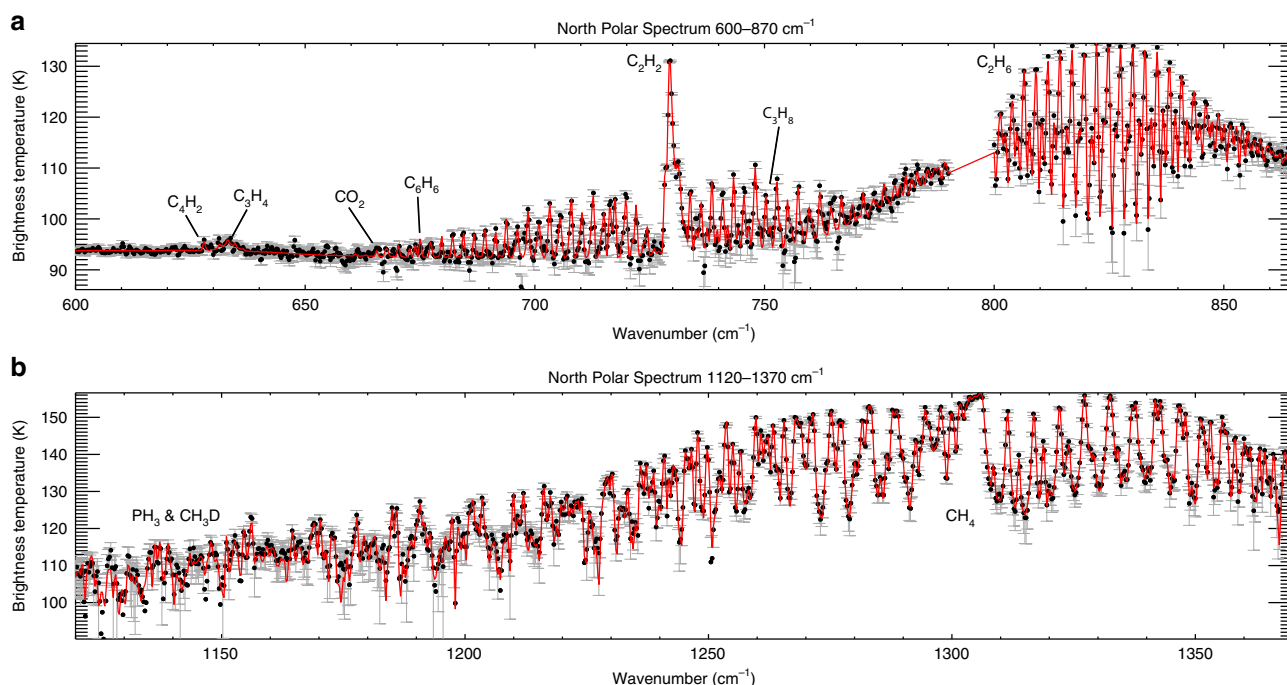 a
North Polar Spectrum 600–870 cm⁻¹
Brightness temperature (K)
130
120
110
100
90
C₄H₂
C₃H₄
CO₂
C₆H₆
C₂H₂
C₃H₈
C₂H₆
600
650
700
750
800
850
Wavenumber (cm⁻¹)
b
North Polar Spectrum 1120–1370 cm⁻¹
Brightness temperature (K)
150
140
130
120
110
100
PH₃ & CH₃D
CH₄
1150
1200
1250
1300
1350
Wavenumber (cm⁻¹)